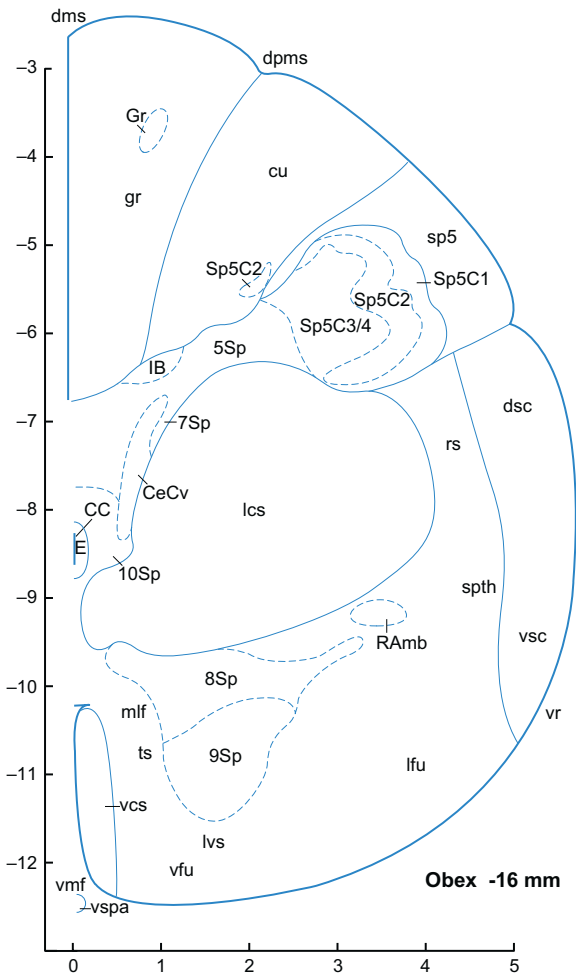 dms
dpms
–3
Gr
–4
cu
gr
sp5
–5
Sp5C2
Sp5C1
Sp5C2
Sp5C3/4
–6
5Sp
IB
dsc
–7
7Sp
rs
CeCv
–8
CC
lcs
E
10Sp
spth
–9
vsc
RAmb
8Sp
–10
mlf
vr
ts
9Sp
lfu
–11
vcs
lvs
vfu
–12
vmf
Obex -16 mm
vspa
0 1 2 3 4 5